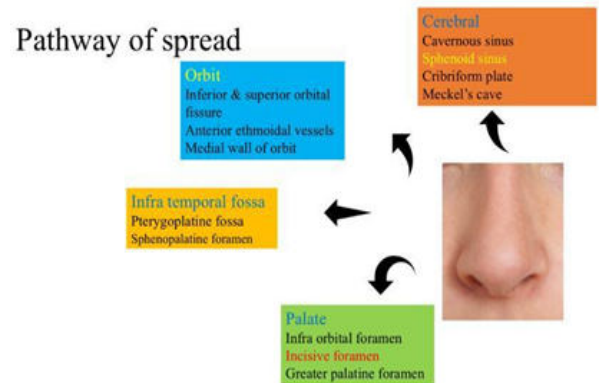 Pathway of spread
Cerebral
Cavernous sinus
Sphenoid sinus
Cribriform plate
Meckel's cave
Orbit
Inferior & superior orbital
fissure
Anterior ethmoidal vessels
Medial wall of orbit
Infra temporal fossa
Pterygoplatine fossa
Sphenopalatine foramen
Palate
Infra orbital foramen
Incisive foramen
Greater palatine foramen